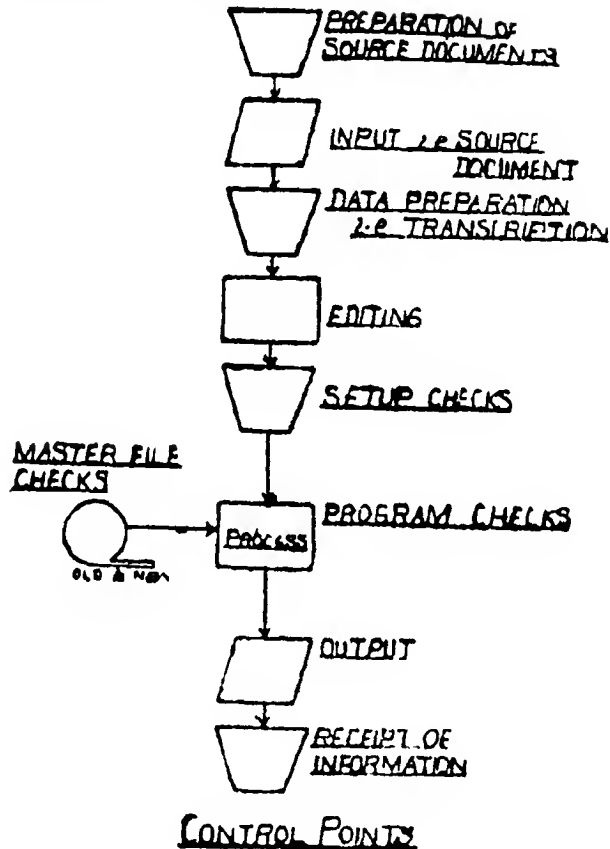 PREPARATION OF
SOURCE DOCUMENTS
INPUT i.e SOURCE
DOCUMENT
DATA PREPARATION
i.e TRANSCRIPTION
EDITING
SETUP CHECKS
MASTER FILE
CHECKS
PROGRAM CHECKS
PROCESS
OLD & NEW
OUTPUT
RECEIPT OF
INFORMATION
CONTROL POINTS